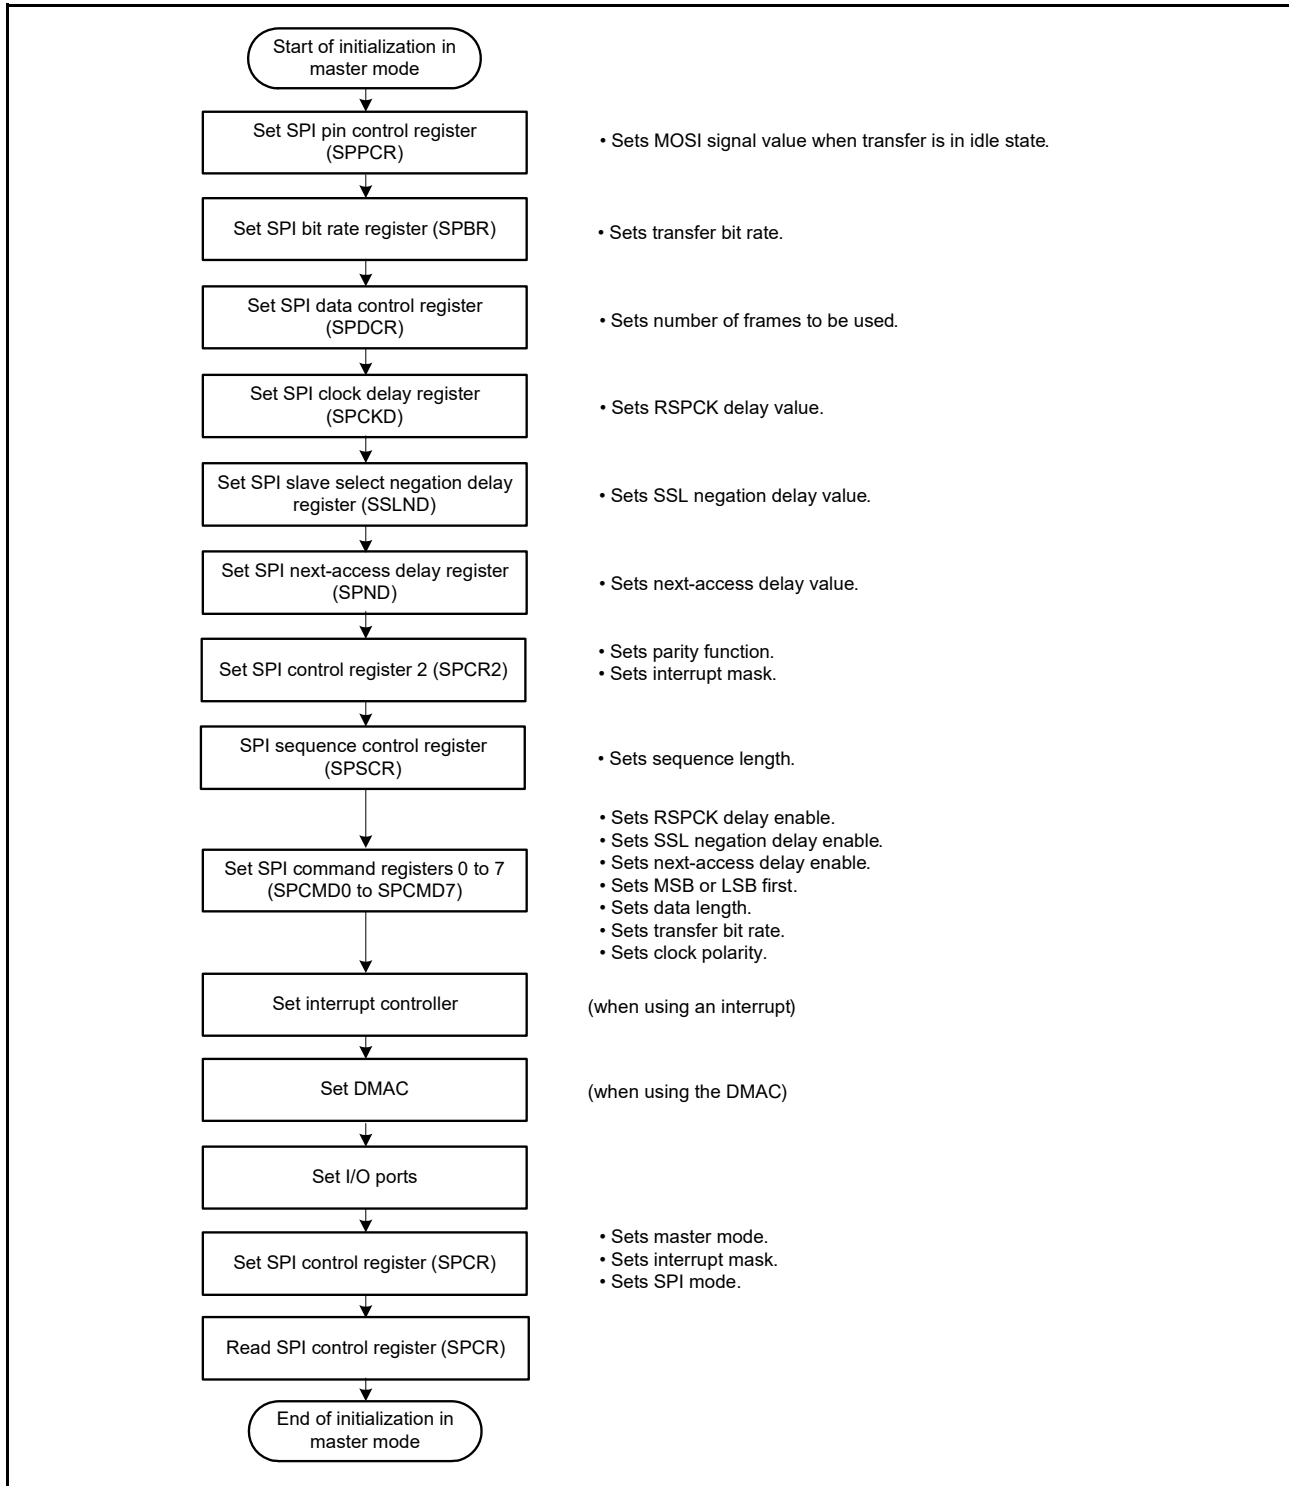 Start of initialization in
master mode
Set SPI pin control register
(SPPCR)
• Sets MOSI signal value when transfer is in idle state.
Set SPI bit rate register (SPBR)
• Sets transfer bit rate.
Set SPI data control register
(SPDCR)
• Sets number of frames to be used.
Set SPI clock delay register
(SPCKD)
• Sets RSPCK delay value.
Set SPI slave select negation delay
register (SSLND)
• Sets SSL negation delay value.
Set SPI next-access delay register
(SPND)
• Sets next-access delay value.
Set SPI control register 2 (SPCR2)
• Sets parity function.
• Sets interrupt mask.
SPI sequence control register
(SPSCR)
• Sets sequence length.
Set SPI command registers 0 to 7
(SPCMD0 to SPCMD7)
• Sets RSPCK delay enable.
• Sets SSL negation delay enable.
• Sets next-access delay enable.
• Sets MSB or LSB first.
• Sets data length.
• Sets transfer bit rate.
• Sets clock polarity.
Set interrupt controller
(when using an interrupt)
Set DMAC
(when using the DMAC)
Set I/O ports
Set SPI control register (SPCR)
• Sets master mode.
• Sets interrupt mask.
• Sets SPI mode.
Read SPI control register (SPCR)
End of initialization in
master mode